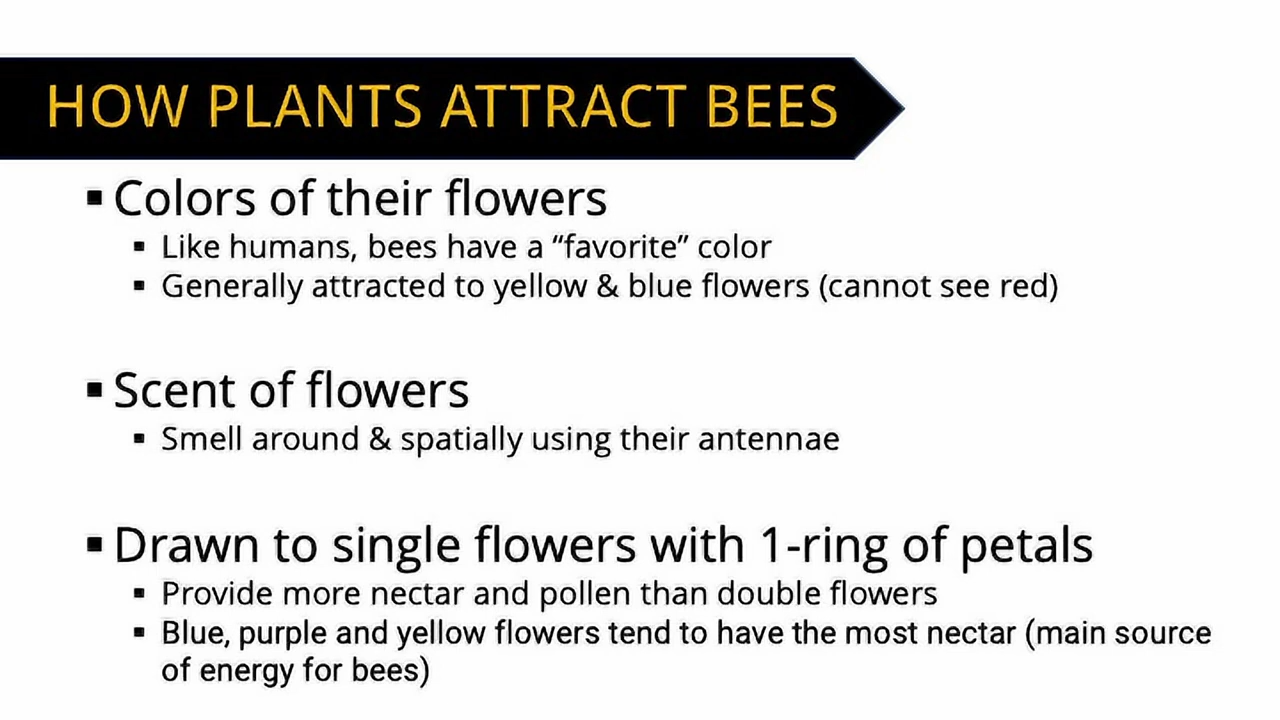 HOW PLANTS ATTRACT BEES
▪ Colors of their flowers
▪ Like humans, bees have a “favorite” color
▪ Generally attracted to yellow & blue flowers (cannot see red)
▪ Scent of flowers
▪ Smell around & spatially using their antennae
▪ Drawn to single flowers with 1-ring of petals
▪ Provide more nectar and pollen than double flowers
▪ Blue, purple and yellow flowers tend to have the most nectar (main source
of energy for bees)